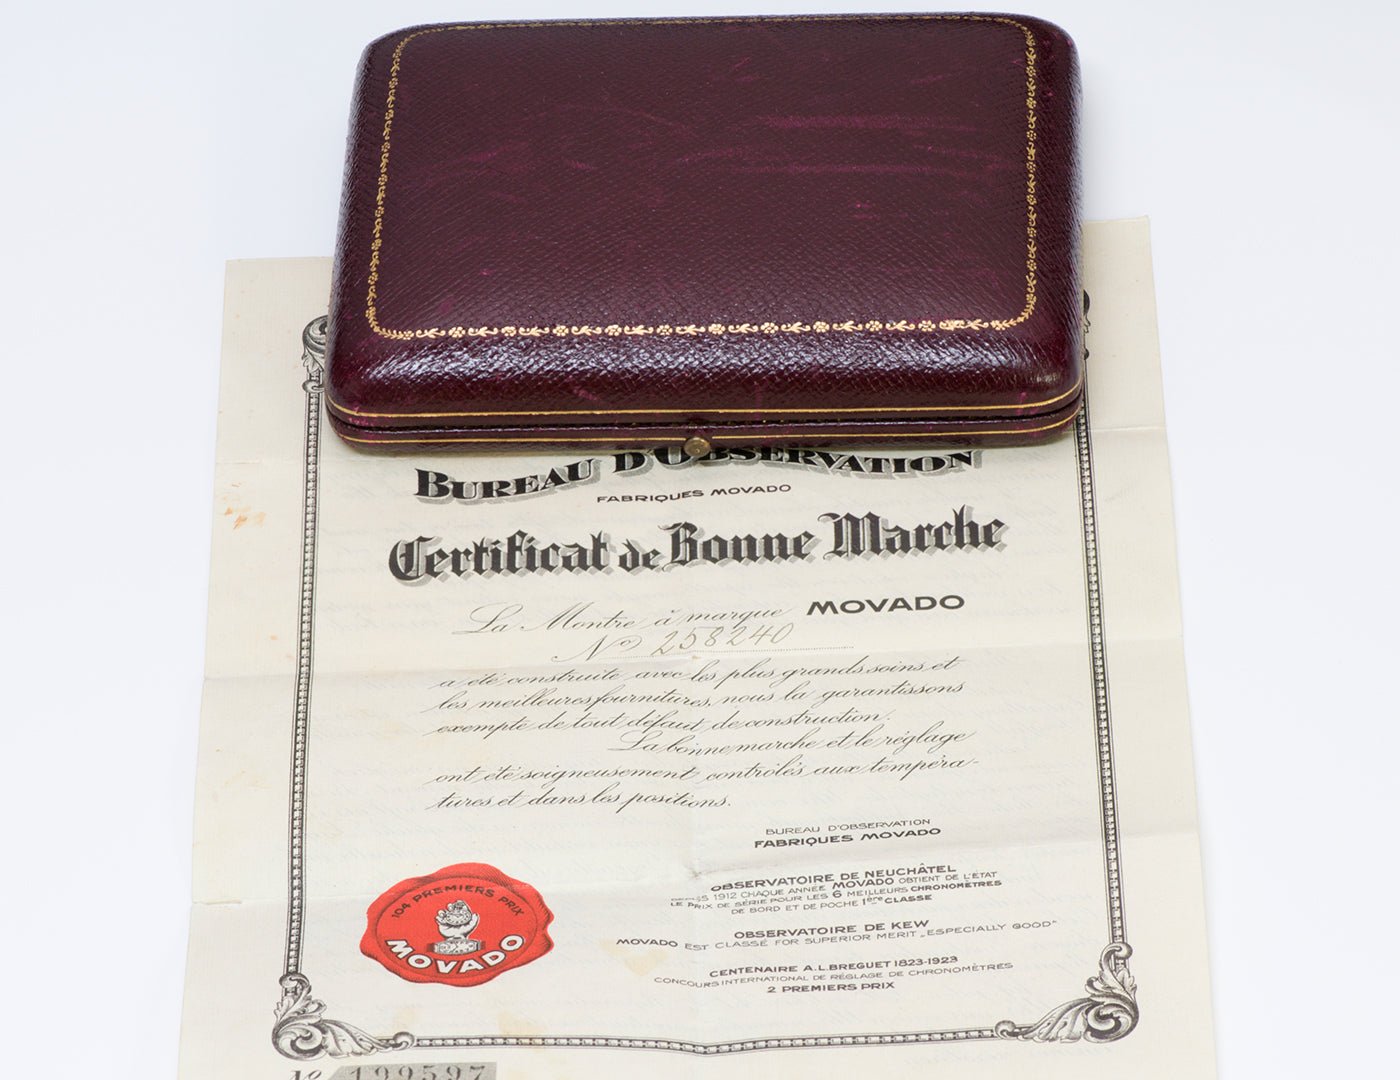 BUREAU D'OBSERVATION
FABRIQUES MOVADO
Certificat de Bonne Marche
La Montre à marque MOVADO
No 258240
a été construite avec les plus grands soins et
les meilleures fournitures, nous la garantissons
exempte de tout défaut de construction.
La bonne marche et le réglage
ont été soigneusement contrôlés aux tempéra-
tures et dans les positions.
BUREAU D'OBSERVATION
FABRIQUES MOVADO
104 PREMIERS PRIX
MOVADO
OBSERVATOIRE DE NEUCHÂTEL
DEPUIS 1912 CHAQUE ANNÉE MOVADO OBTIENT DE L'ÉTAT
LE PRIX DE SÉRIE POUR LES 6 MEILLEURS CHRONOMÈTRES
DE BORD ET DE POCHE 1ère CLASSE
OBSERVATOIRE DE KEW
MOVADO EST CLASSÉ FOR SUPERIOR MERIT „ESPECIALLY GOOD"
CENTENAIRE A.L.BREGUET 1823-1923
CONCOURS INTERNATIONAL DE RÉGLAGE DE CHRONOMÈTRES
2 PREMIERS PRIX
No 199597